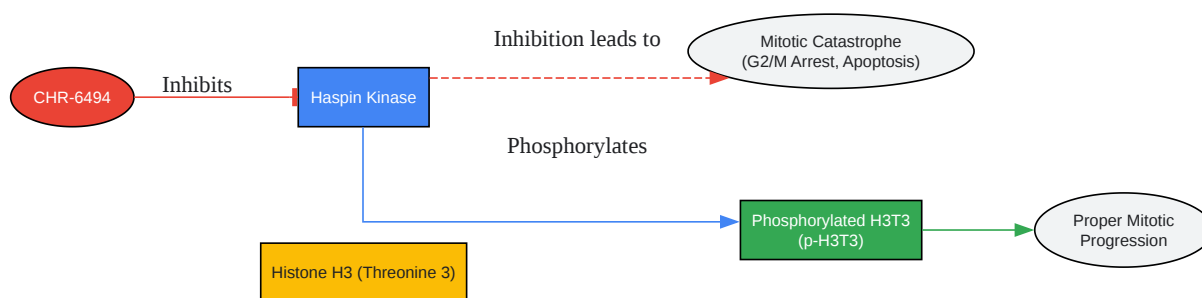 Inhibition leads to
Mitotic Catastrophe
(G2/M Arrest, Apoptosis)
CHR-6494
Inhibits
Haspin Kinase
Phosphorylates
Phosphorylated H3T3
(p-H3T3)
Proper Mitotic
Progression
Histone H3 (Threonine 3)